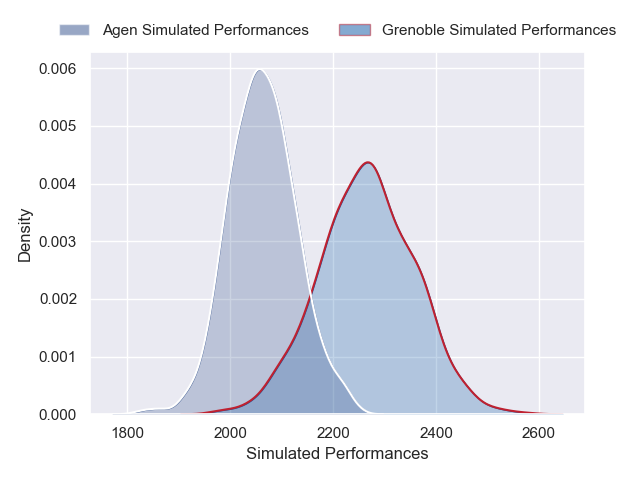 Agen Simulated Performances Grenoble Simulated Performances
0.006
0.005
0.004
0.003
0.002
0.001
0.000
Density
1800 2000 2200 2400 2600
Simulated Performances